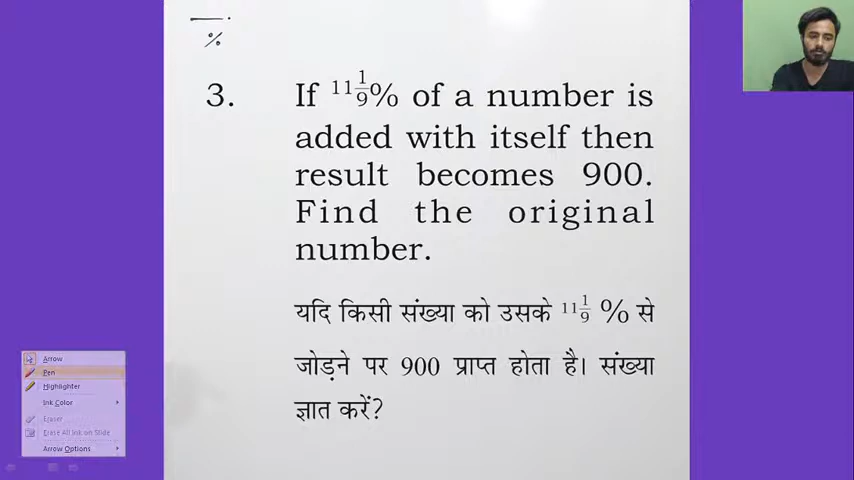 %
3. If 11 1/9% of a number is
added with itself then
result becomes 900.
Find the original
number.
यदि किसी संख्या को उसके 11 1/9 % से
जोड़ने पर 900 प्राप्त होता है। संख्या
ज्ञात करें?
Arrow
Pen
Highlighter
Ink Color
Eraser
Erase All Ink on Slide
Arrow Options